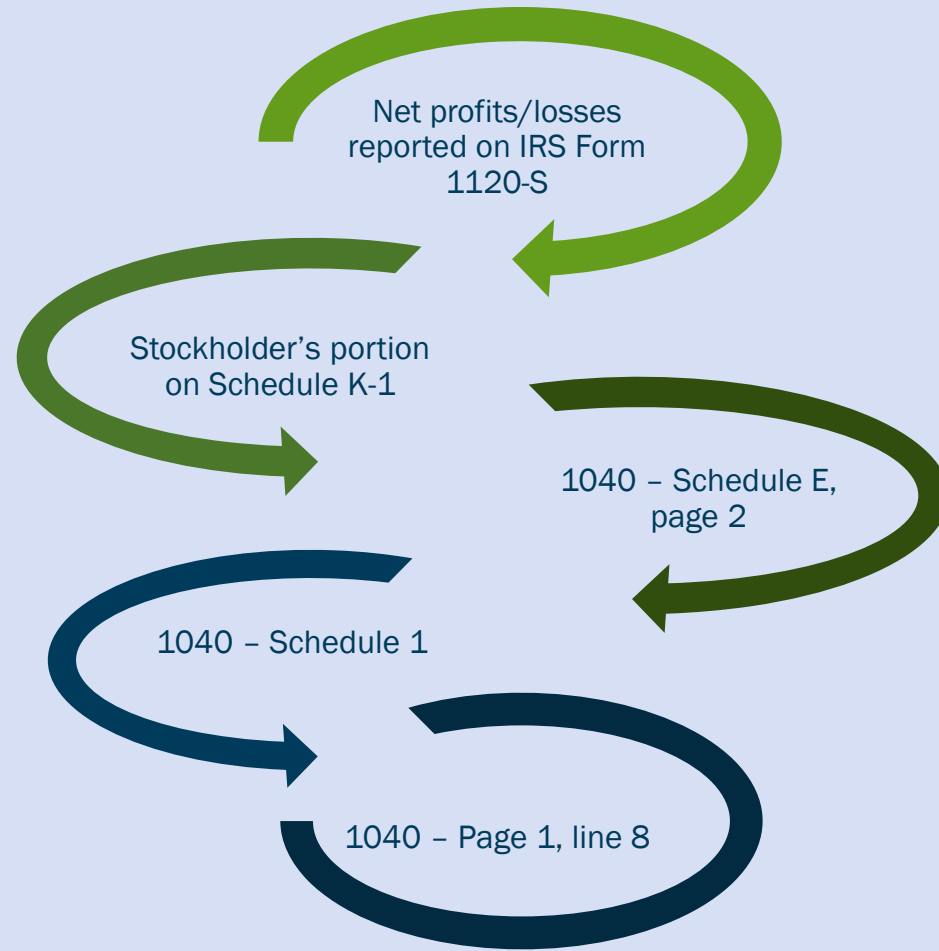 Net profits/losses
reported on IRS Form
1120-S
Stockholder’s portion
on Schedule K-1
1040 – Schedule E,
page 2
1040 – Schedule 1
1040 – Page 1, line 8